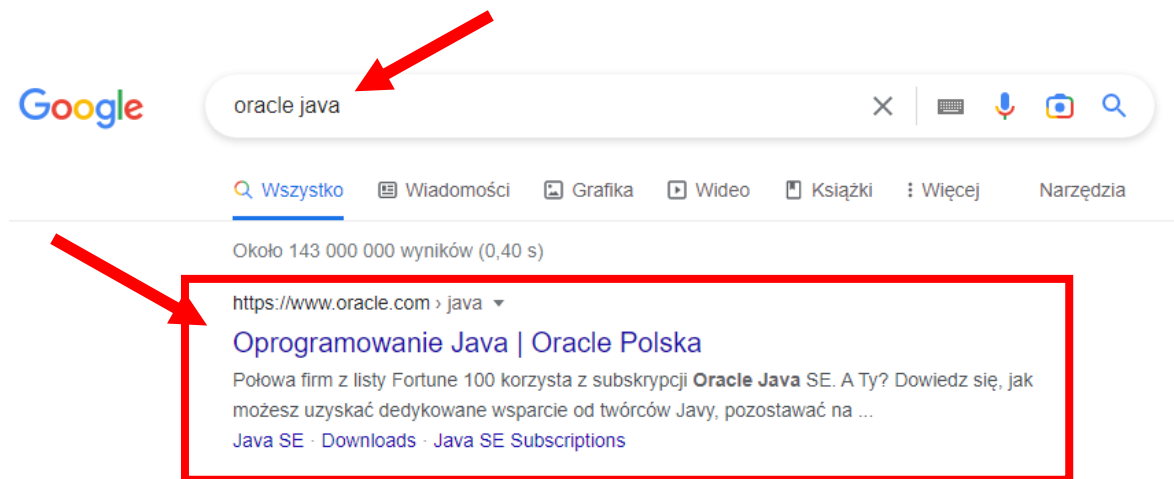 Google
oracle java
Wszystko Wiadomości Grafika Wideo Książki Więcej Narzędzia
Około 143 000 000 wyników (0,40 s)
https://www.oracle.com › java
Oprogramowanie Java | Oracle Polska
Połowa firm z listy Fortune 100 korzysta z subskrypcji Oracle Java SE. A Ty? Dowiedz się, jak
możesz uzyskać dedykowane wsparcie od twórców Javy, pozostawać na ...
Java SE · Downloads · Java SE Subscriptions